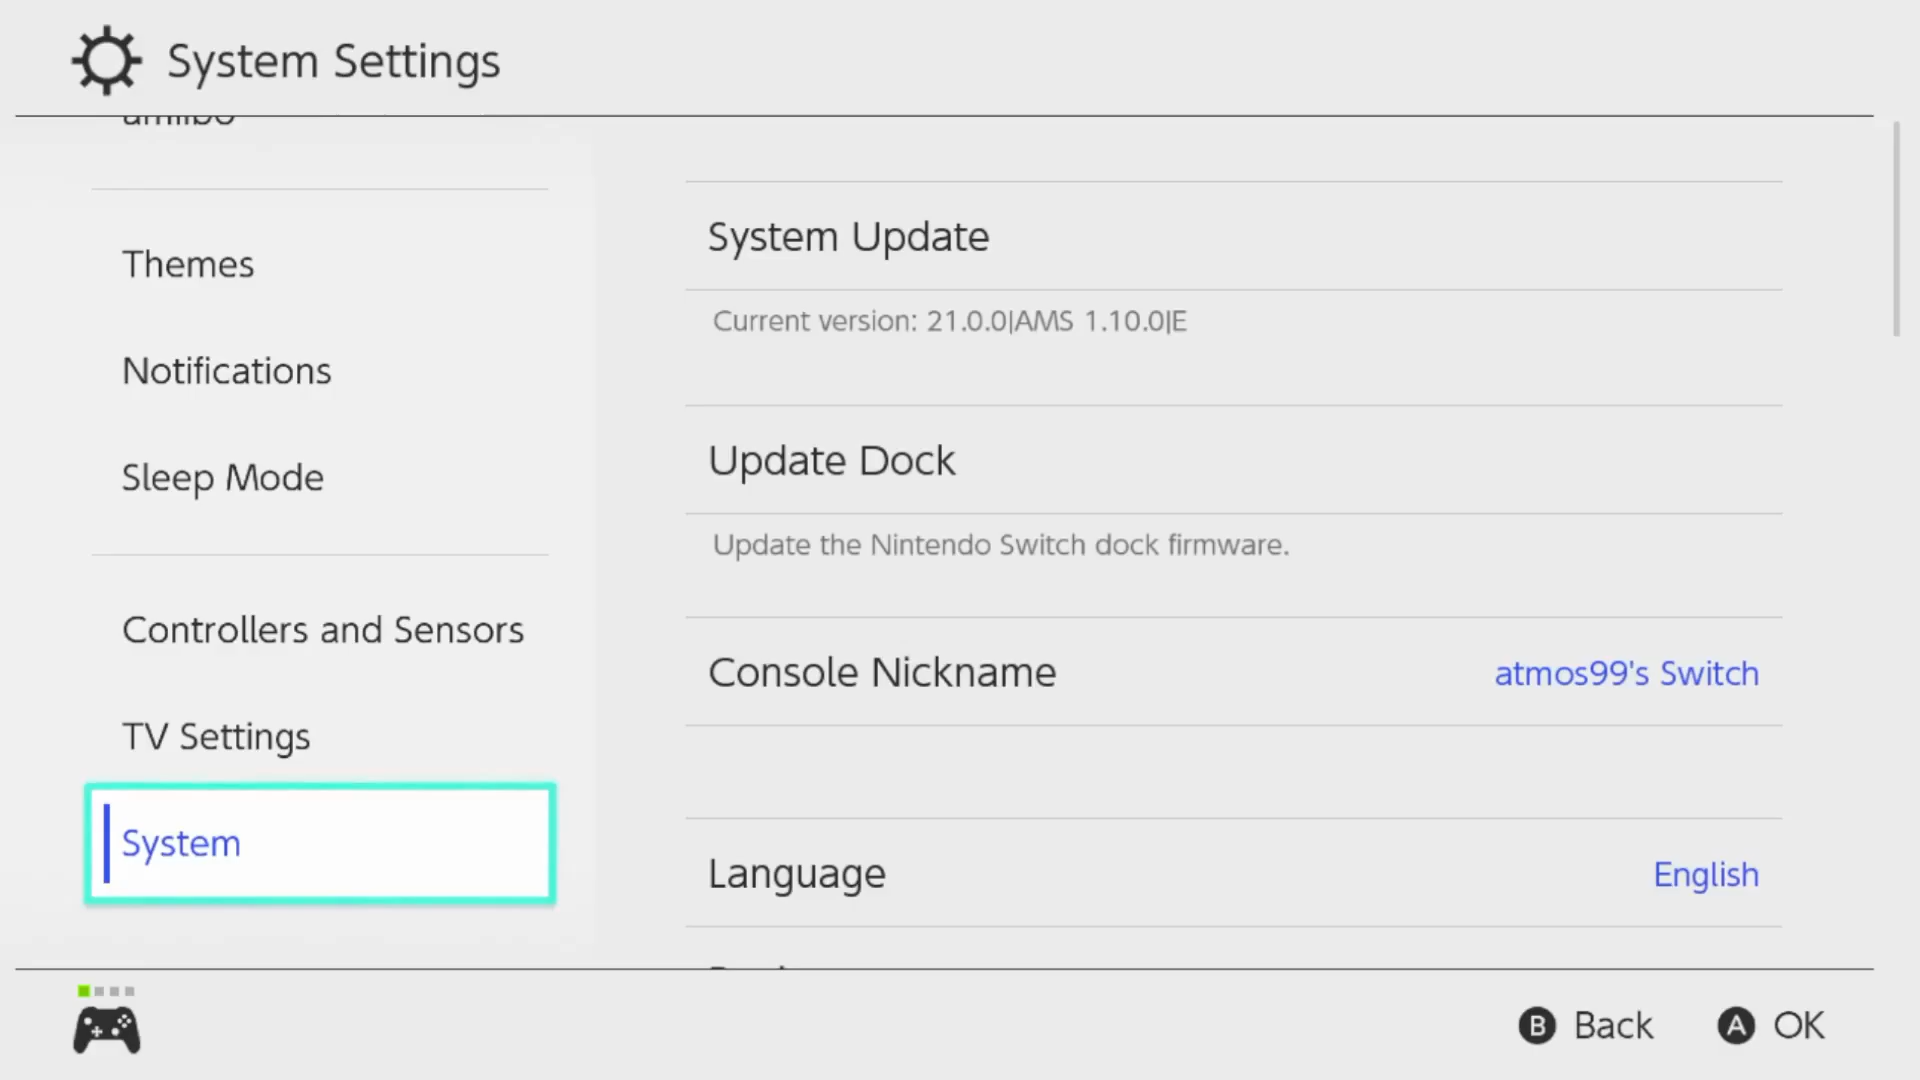 System Settings
amiibo
Themes
Notifications
Sleep Mode
Controllers and Sensors
TV Settings
System
System Update
Current version: 21.0.0|AMS 1.10.0|E
Update Dock
Update the Nintendo Switch dock firmware.
Console Nickname
atmos99's Switch
Language
English
B Back
A OK